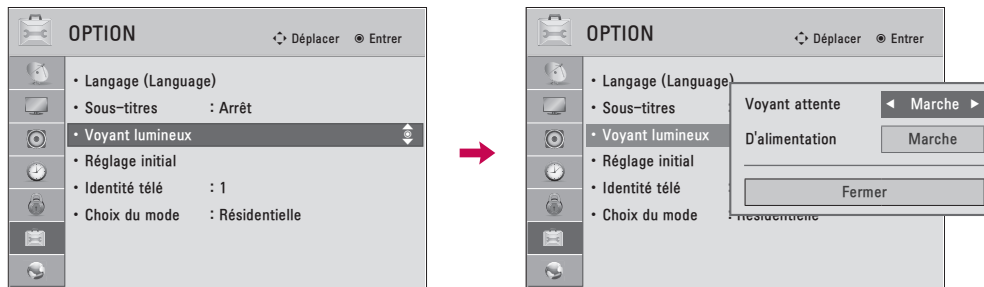 OPTION
Déplacer Entrer
• Langage (Language)
• Sous-titres : Arrêt
• Voyant lumineux
• Réglage initial
• Identité télé : 1
• Choix du mode : Résidentielle
OPTION
Déplacer Entrer
• Langage (Language)
• Sous-titres :
• Voyant lumineux
• Réglage initial
• Identité télé :
• Choix du mode : Résidentielle
Voyant attente ◄ Marche ►
D'alimentation Marche
Fermer